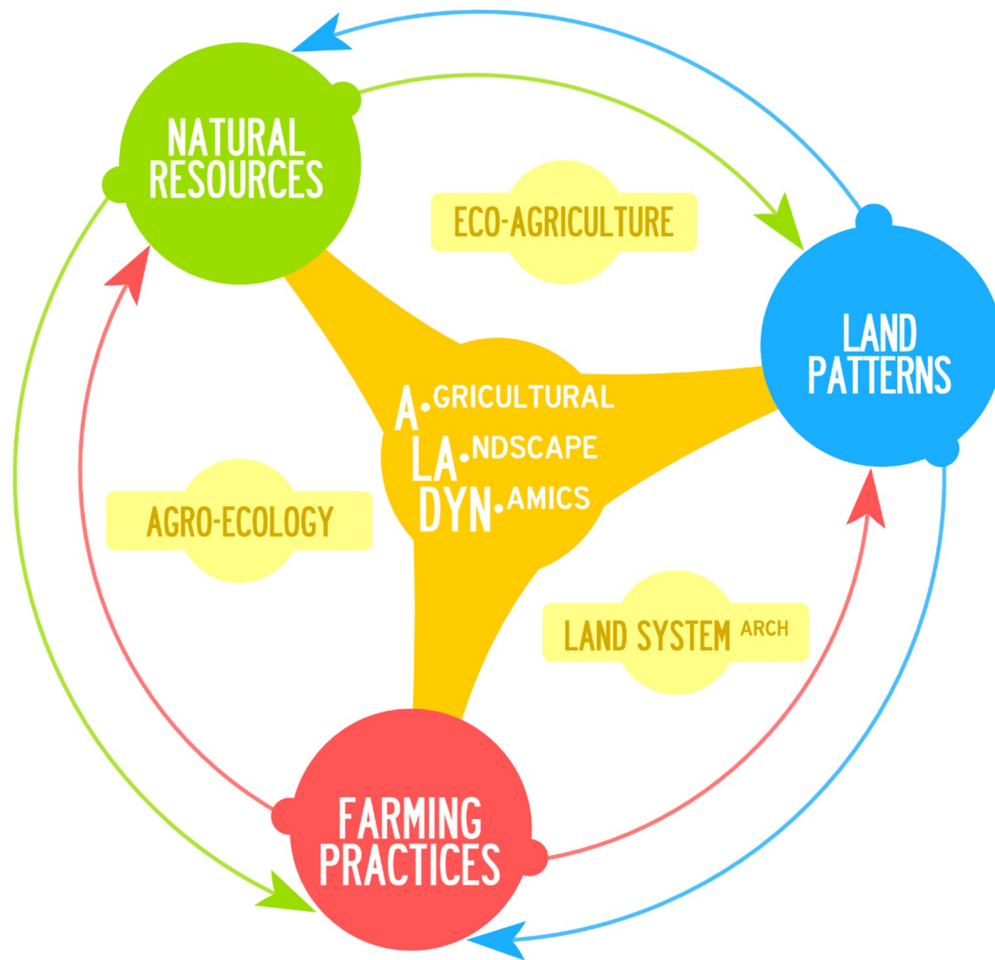 NATURAL
RESOURCES
ECO-AGRICULTURE
LAND
PATTERNS
A.GRICULTURAL
LA.NDSCAPE
DYN.AMICS
AGRO-ECOLOGY
LAND SYSTEM ARCH
FARMING
PRACTICES